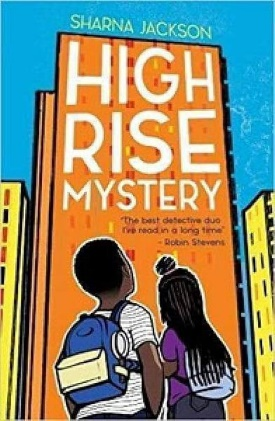 SHARNA JACKSON
HIGH
RISE
MYSTERY
"The best detective duo
I've read in a long time"
- Robin Stevens